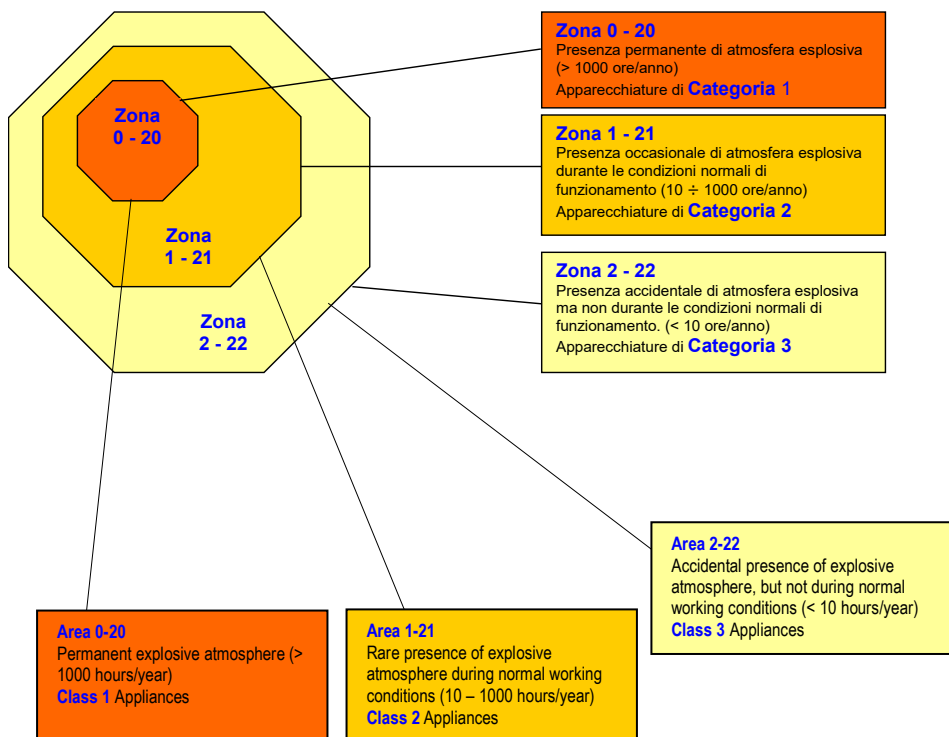 Zona 0 - 20
Presenza permanente di atmosfera esplosiva
(> 1000 ore/anno)
Apparecchiature di Categoria 1
Zona
0 - 20
Zona 1 - 21
Presenza occasionale di atmosfera esplosiva
durante le condizioni normali di
funzionamento (10 ÷ 1000 ore/anno)
Apparecchiature di Categoria 2
Zona
1 - 21
Zona 2 - 22
Presenza accidentale di atmosfera esplosiva
ma non durante le condizioni normali di
funzionamento. (< 10 ore/anno)
Apparecchiature di Categoria 3
Zona
2 - 22
Area 2-22
Accidental presence of explosive
atmosphere, but not during normal
working conditions (< 10 hours/year)
Class 3 Appliances
Area 0-20
Permanent explosive atmosphere (>
1000 hours/year)
Class 1 Appliances
Area 1-21
Rare presence of explosive
atmosphere during normal working
conditions (10 – 1000 hours/year)
Class 2 Appliances